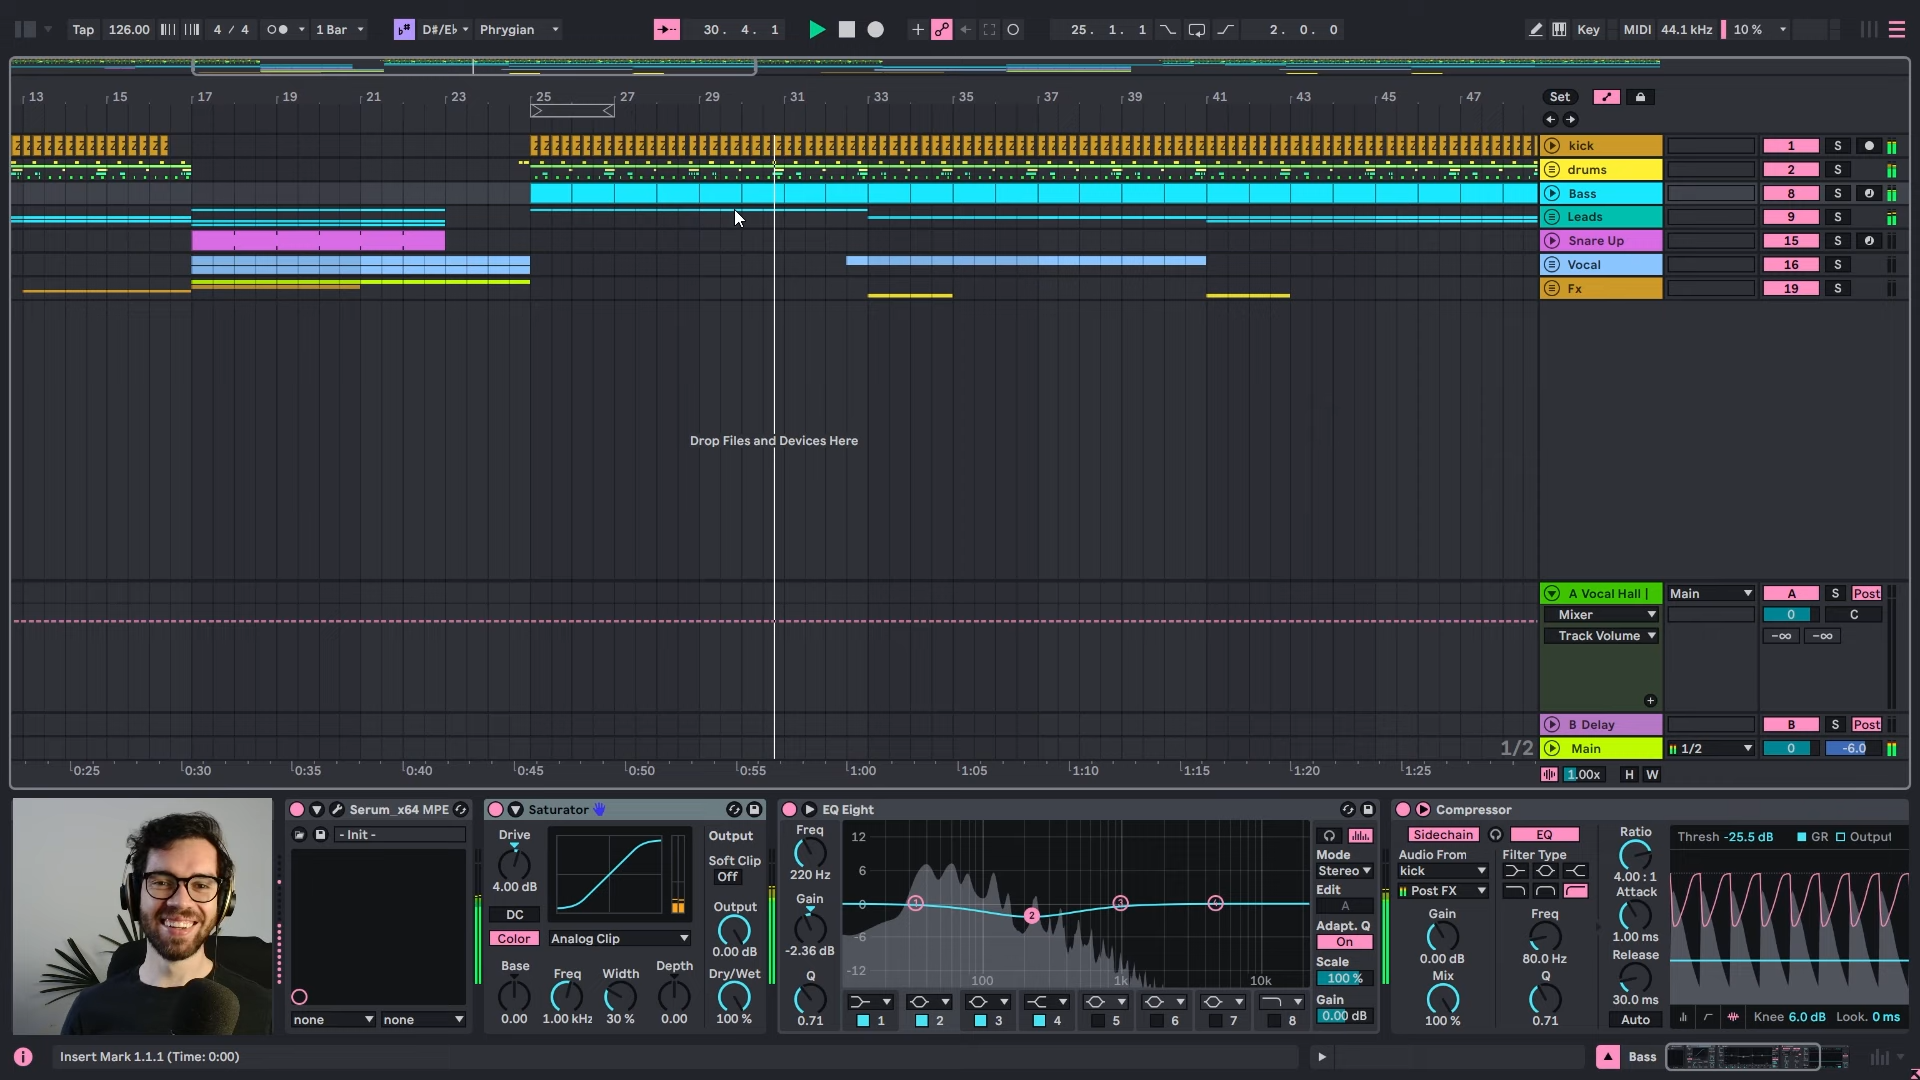 Tap 126.00 4 / 4 1 Bar D#/E♭ Phrygian 30. 4. 1 25. 1. 1 2. 0. 0 Key MIDI 44.1 kHz 10 %
13 15 17 19 21 23 25 27 29 31 33 35 37 39 41 43 45 47 Set
kick 1 S
drums 2 S
Bass 8 S
Leads 9 S
Snare Up 15 S
Vocal 16 S
Fx 19 S
Drop Files and Devices Here
A Vocal Hall | Main A S Post
Mixer 0 C
Track Volume -∞ -∞
B Delay B S Post
1/2 Main 1/2 0 -6.0
0:25 0:30 0:35 0:40 0:45 0:50 0:55 1:00 1:05 1:10 1:15 1:20 1:25 1.00x H W
Serum_x64 MPE
- Init -
none none
Saturator
Drive
4.00 dB
DC
Color
Analog Clip
Base Freq Width Depth
0.00 1.00 kHz 30 % 0.00
Output
Soft Clip
Off
Output
0.00 dB
Dry/Wet
100 %
EQ Eight
Freq
220 Hz
Gain
-2.36 dB
Q
0.71
12
6
0
-6
-12
100 1k 10k
1 2 3 4
1 2 3 4 5 6 7 8
Mode
Stereo
Edit
A
Adapt. Q
On
Scale
100 %
Gain
0.00 dB
Compressor
Sidechain EQ
Audio From Filter Type
kick
Post FX
Gain Freq
0.00 dB 80.0 Hz
Mix Q
100 % 0.71
Ratio
4.00 : 1
Attack
1.00 ms
Release
30.0 ms
Auto
Thresh -25.5 dB GR Output
Knee 6.0 dB Look. 0 ms
Insert Mark 1.1.1 (Time: 0:00) Bass